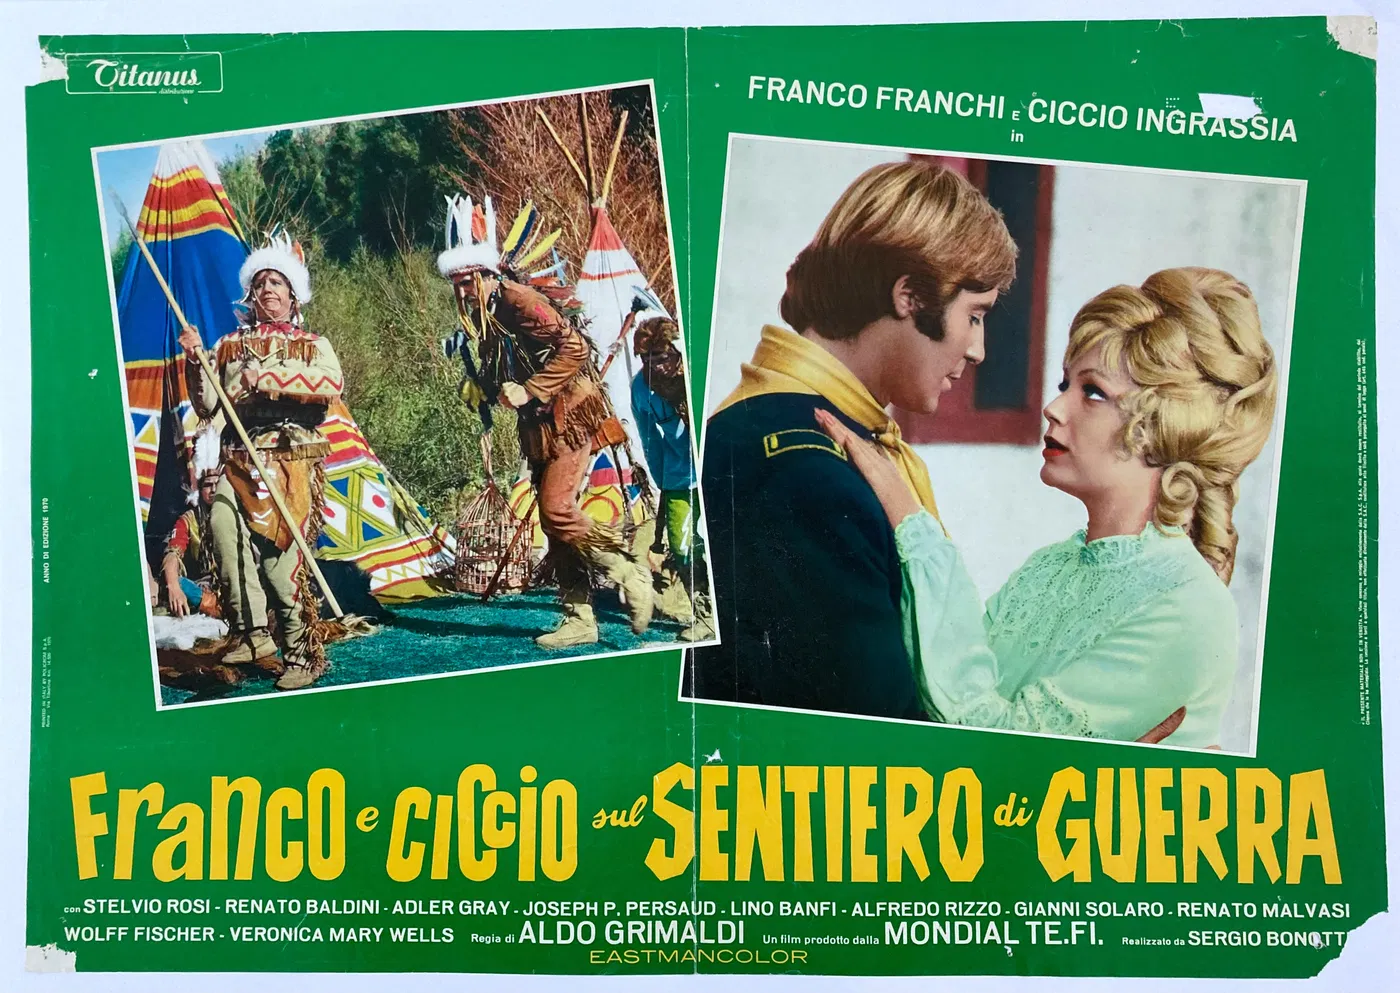 Titanus
distribuzione
FRANCO FRANCHI E CICCIO INGRASSIA
in
ANNO DI EDIZIONE 1970
Franco e Ciccio sul SENTIERO di GUERRA
con STELVIO ROSI - RENATO BALDINI - ADLER GRAY - JOSEPH P. PERSAUD - LINO BANFI - ALFREDO RIZZO - GIANNI SOLARO - RENATO MALVASI
WOLFF FISCHER - VERONICA MARY WELLS Regia di ALDO GRIMALDI Un film prodotto dalla MONDIAL TE.FI. Realizzato da SERGIO BONOTT
EASTMANCOLOR